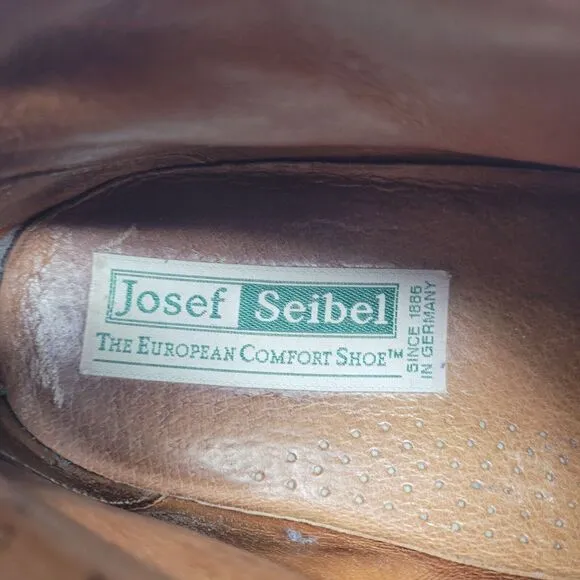 Josef Seibel
THE EUROPEAN COMFORT SHOE™
SINCE 1886
IN GERMANY